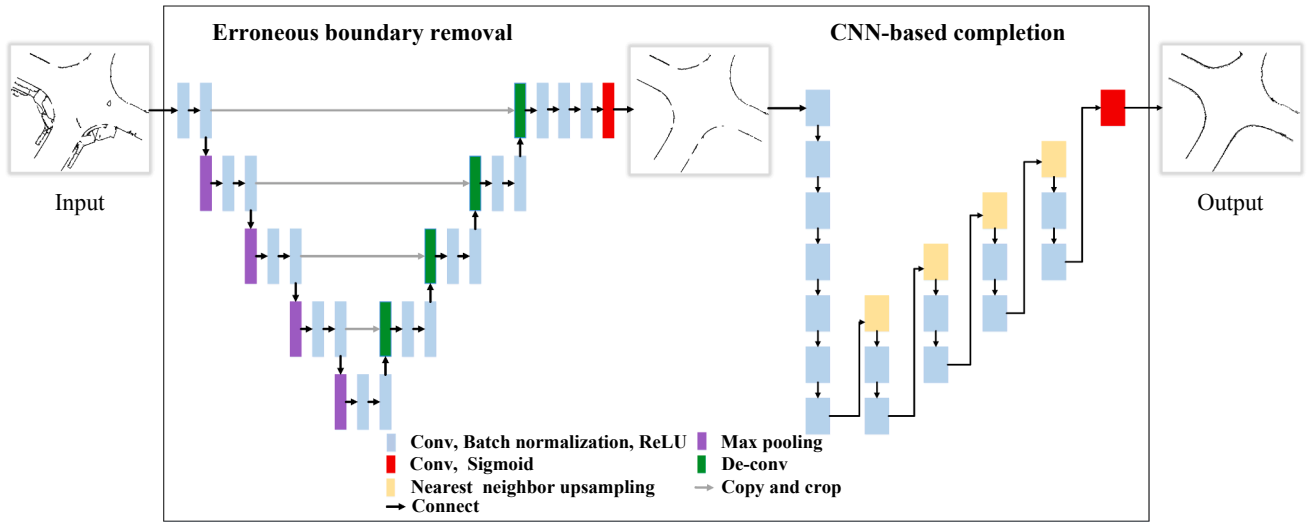 Erroneous boundary removal
CNN-based completion
Input
Output
Conv, Batch normalization, ReLU
Max pooling
Conv, Sigmoid
De-conv
Nearest neighbor upsampling
Copy and crop
Connect